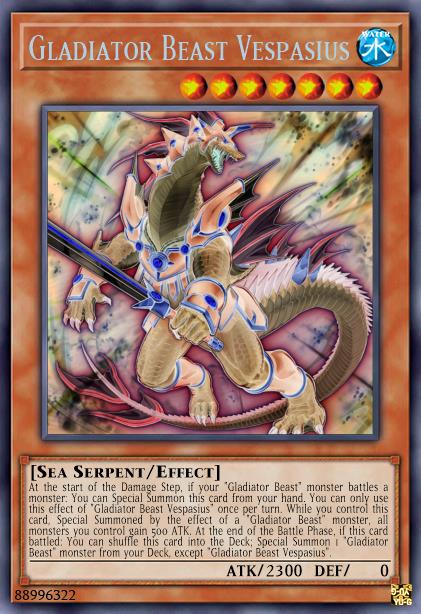 GLADIATOR BEAST VESPASIUS
WATER
水
[SEA SERPENT/EFFECT]
At the start of the Damage Step, if your "Gladiator Beast" monster battles a
monster: You can Special Summon this card from your hand. You can only use
this effect of "Gladiator Beast Vespasius" once per turn. While you control this
card, Special Summoned by the effect of a "Gladiator Beast" monster, all
monsters you control gain 500 ATK. At the end of the Battle Phase, if this card
battled: You can shuffle this card into the Deck; Special Summon 1 "Gladiator
Beast" monster from your Deck, except "Gladiator Beast Vespasius".
ATK/2300 DEF/ 0
88996322